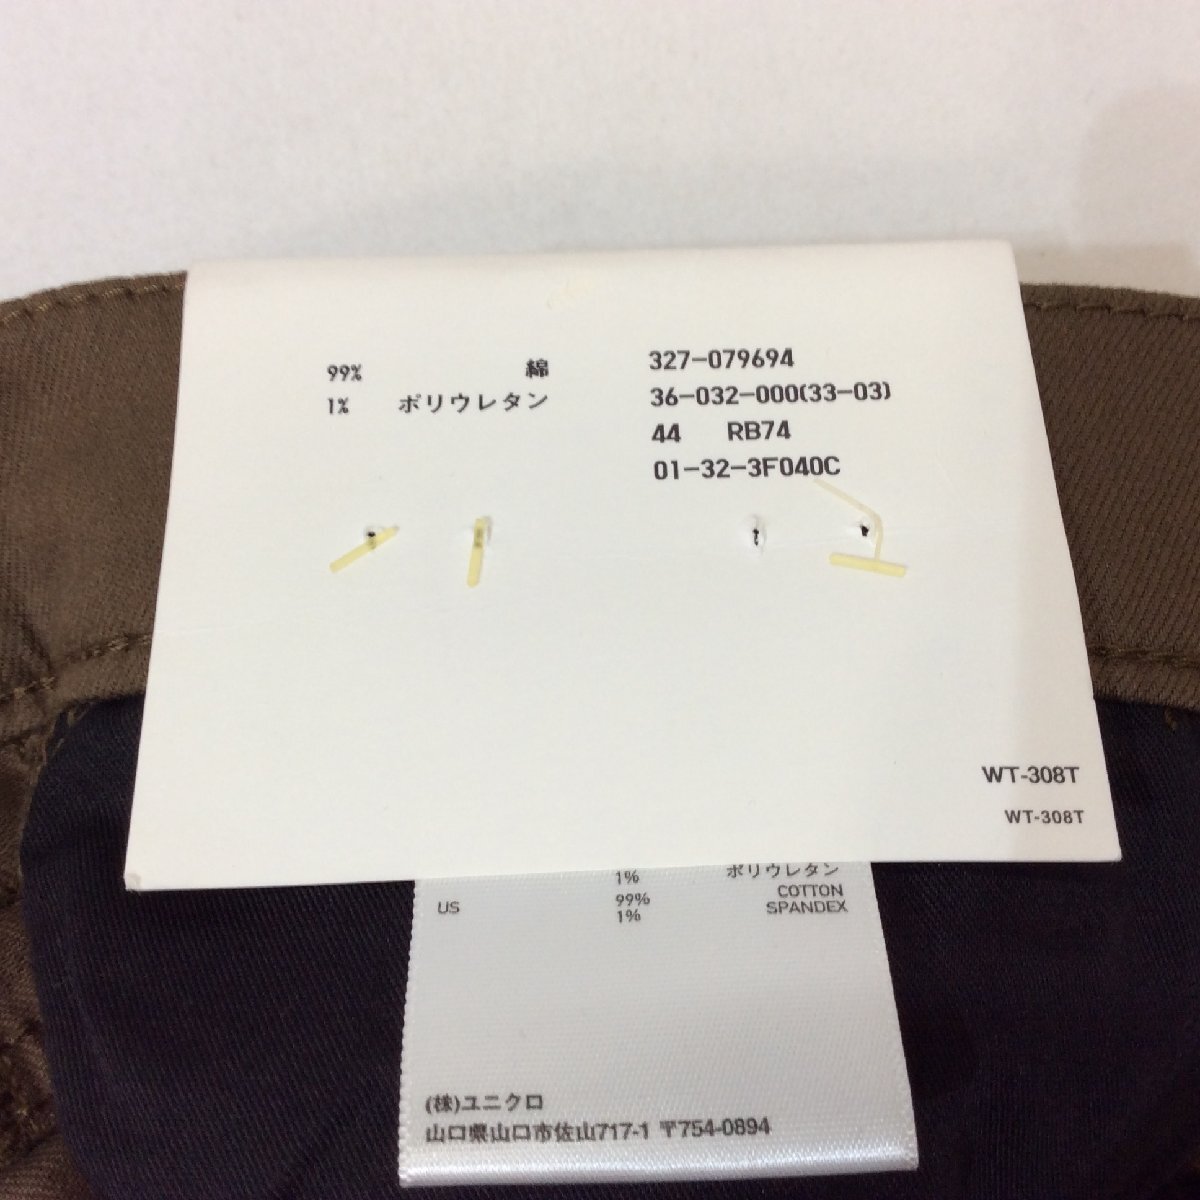 99% 綿
1% ポリウレタン
327-079694
36-032-000(33-03)
44 RB74
01-32-3F040C
WT-308T
WT-308T
1% ポリウレタン
US 99% COTTON
1% SPANDEX
(株)ユニクロ
山口県山口市佐山717-1 〒754-0894